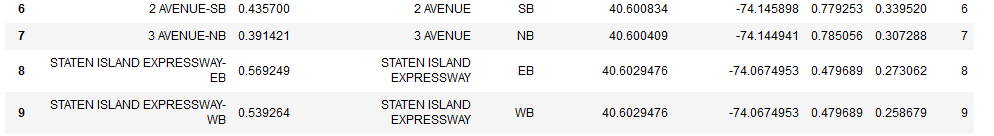 6 2 AVENUE-SB 0.435700 2 AVENUE SB 40.600834 -74.145898 0.779253 0.339520 6
7 3 AVENUE-NB 0.391421 3 AVENUE NB 40.600409 -74.144941 0.785056 0.307288 7
STATEN ISLAND EXPRESSWAY- STATEN ISLAND
8 EB 0.569249 EXPRESSWAY EB 40.6029476 -74.0674953 0.479689 0.273062 8
STATEN ISLAND EXPRESSWAY- STATEN ISLAND
9 WB 0.539264 EXPRESSWAY WB 40.6029476 -74.0674953 0.479689 0.258679 9